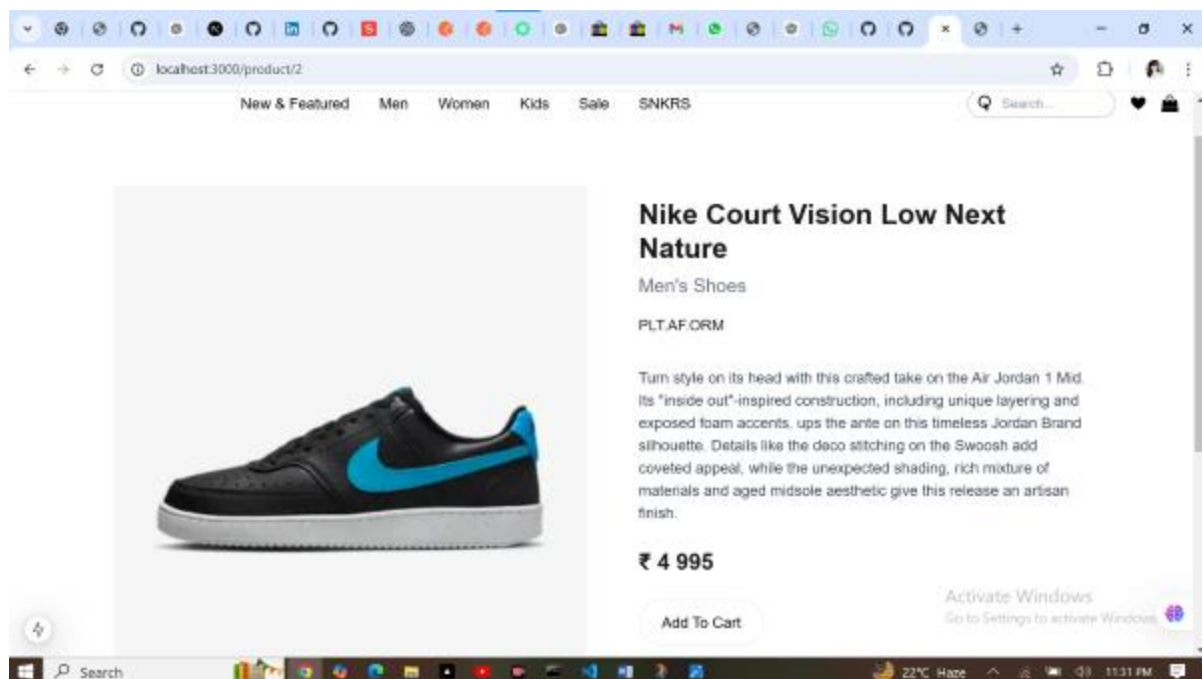 localhost:3000/product/2
New & Featured Men Women Kids Sale SNKRS Search...
Nike Court Vision Low Next
Nature
Men's Shoes
PLT.AF.ORM
Turn style on its head with this crafted take on the Air Jordan 1 Mid.
Its "inside out"-inspired construction, including unique layering and
exposed foam accents, ups the ante on this timeless Jordan Brand
silhouette. Details like the deco stitching on the Swoosh add
coveted appeal, while the unexpected shading, rich mixture of
materials and aged midsole aesthetic give this release an artisan
finish.
₹ 4 995
Add To Cart
Activate Windows
Go to Settings to activate Windows.
Search
22°C Haze 11:31 PM